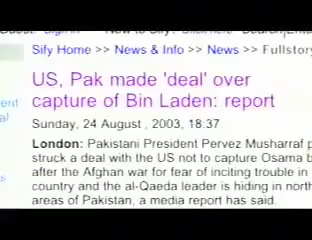 Sify Home >> News & Info >> News >> Fullstory
US, Pak made 'deal' over
capture of Bin Laden: report
Sunday, 24 August , 2003, 18:37
London: Pakistani President Pervez Musharraf
struck a deal with the US not to capture Osama
after the Afghan war for fear of inciting trouble in
country and the al-Qaeda leader is hiding in
areas of Pakistan, a media report has said.